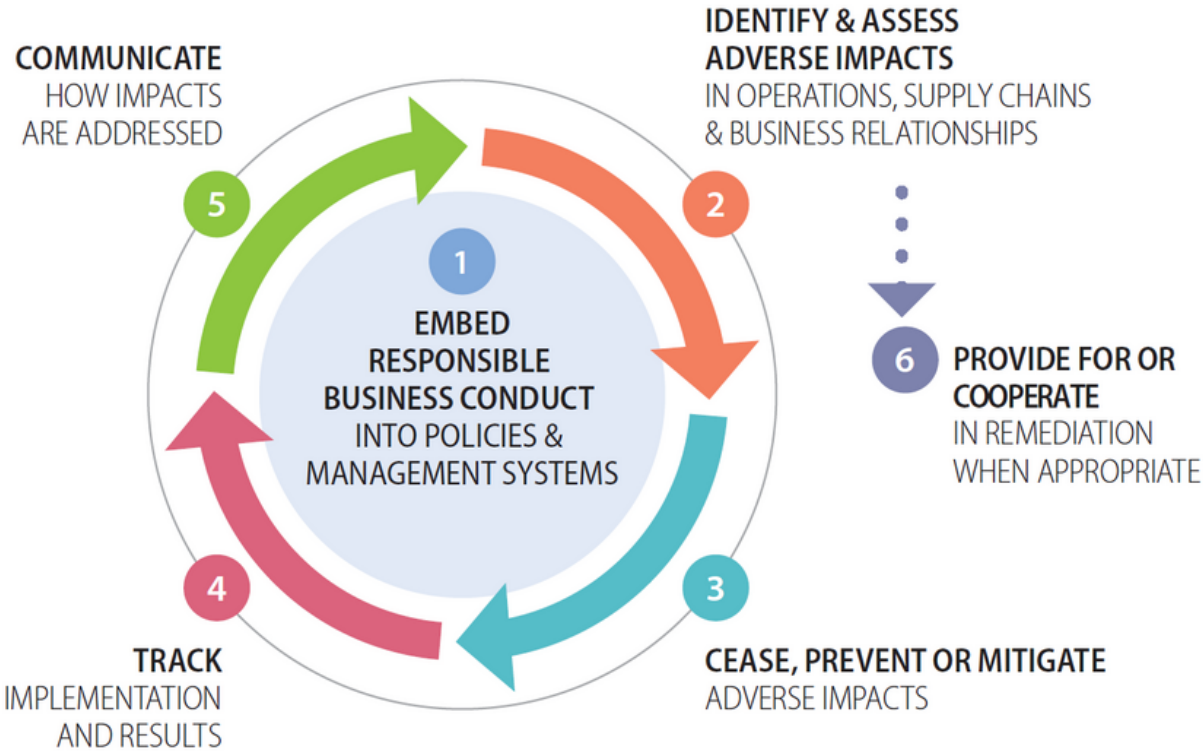 1
EMBED
RESPONSIBLE
BUSINESS CONDUCT
INTO POLICIES &
MANAGEMENT SYSTEMS
2
IDENTIFY & ASSESS
ADVERSE IMPACTS
IN OPERATIONS, SUPPLY CHAINS
& BUSINESS RELATIONSHIPS
3
CEASE, PREVENT OR MITIGATE
ADVERSE IMPACTS
4
TRACK
IMPLEMENTATION
AND RESULTS
5
COMMUNICATE
HOW IMPACTS
ARE ADDRESSED
6
PROVIDE FOR OR
COOPERATE
IN REMEDIATION
WHEN APPROPRIATE